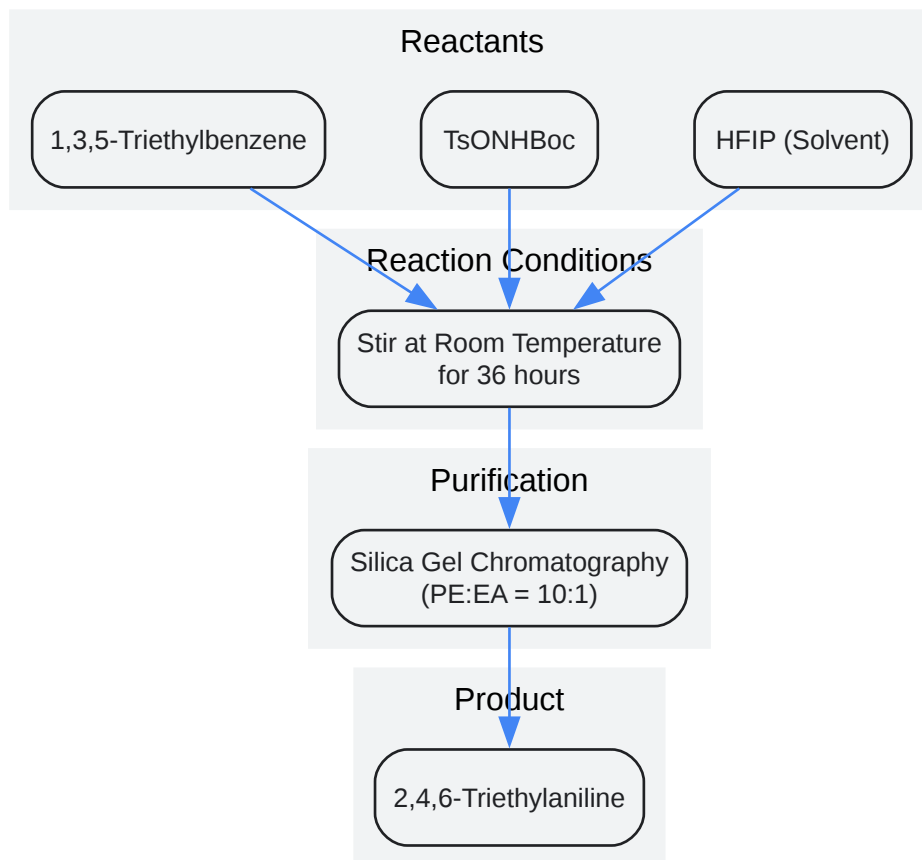 Reactants
1,3,5-Triethylbenzene
TsONHBoc
HFIP (Solvent)
Reaction Conditions
Stir at Room Temperature
for 36 hours
Purification
Silica Gel Chromatography
(PE:EA = 10:1)
Product
2,4,6-Triethylaniline